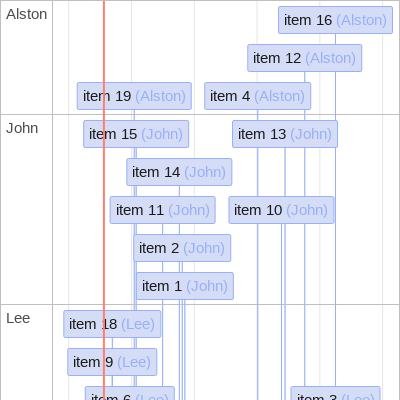 Alston
item 16 (Alston)
item 12 (Alston)
item 19 (Alston)
item 4 (Alston)
John
item 15 (John)
item 13 (John)
item 14 (John)
item 11 (John)
item 10 (John)
item 2 (John)
item 1 (John)
Lee
item 18 (Lee)
item 9 (Lee)
item 6 (Lee)
item 3 (Lee)